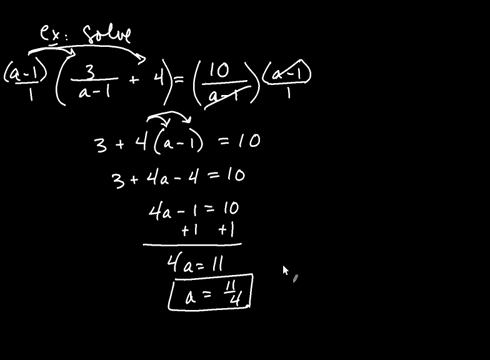 ex: solve
(a-1)/1 (3/(a-1) + 4) = (10/(a-1)) (a-1)/1
3 + 4(a-1) = 10
3 + 4a - 4 = 10
4a - 1 = 10
+1 +1
4a = 11
a = 11/4